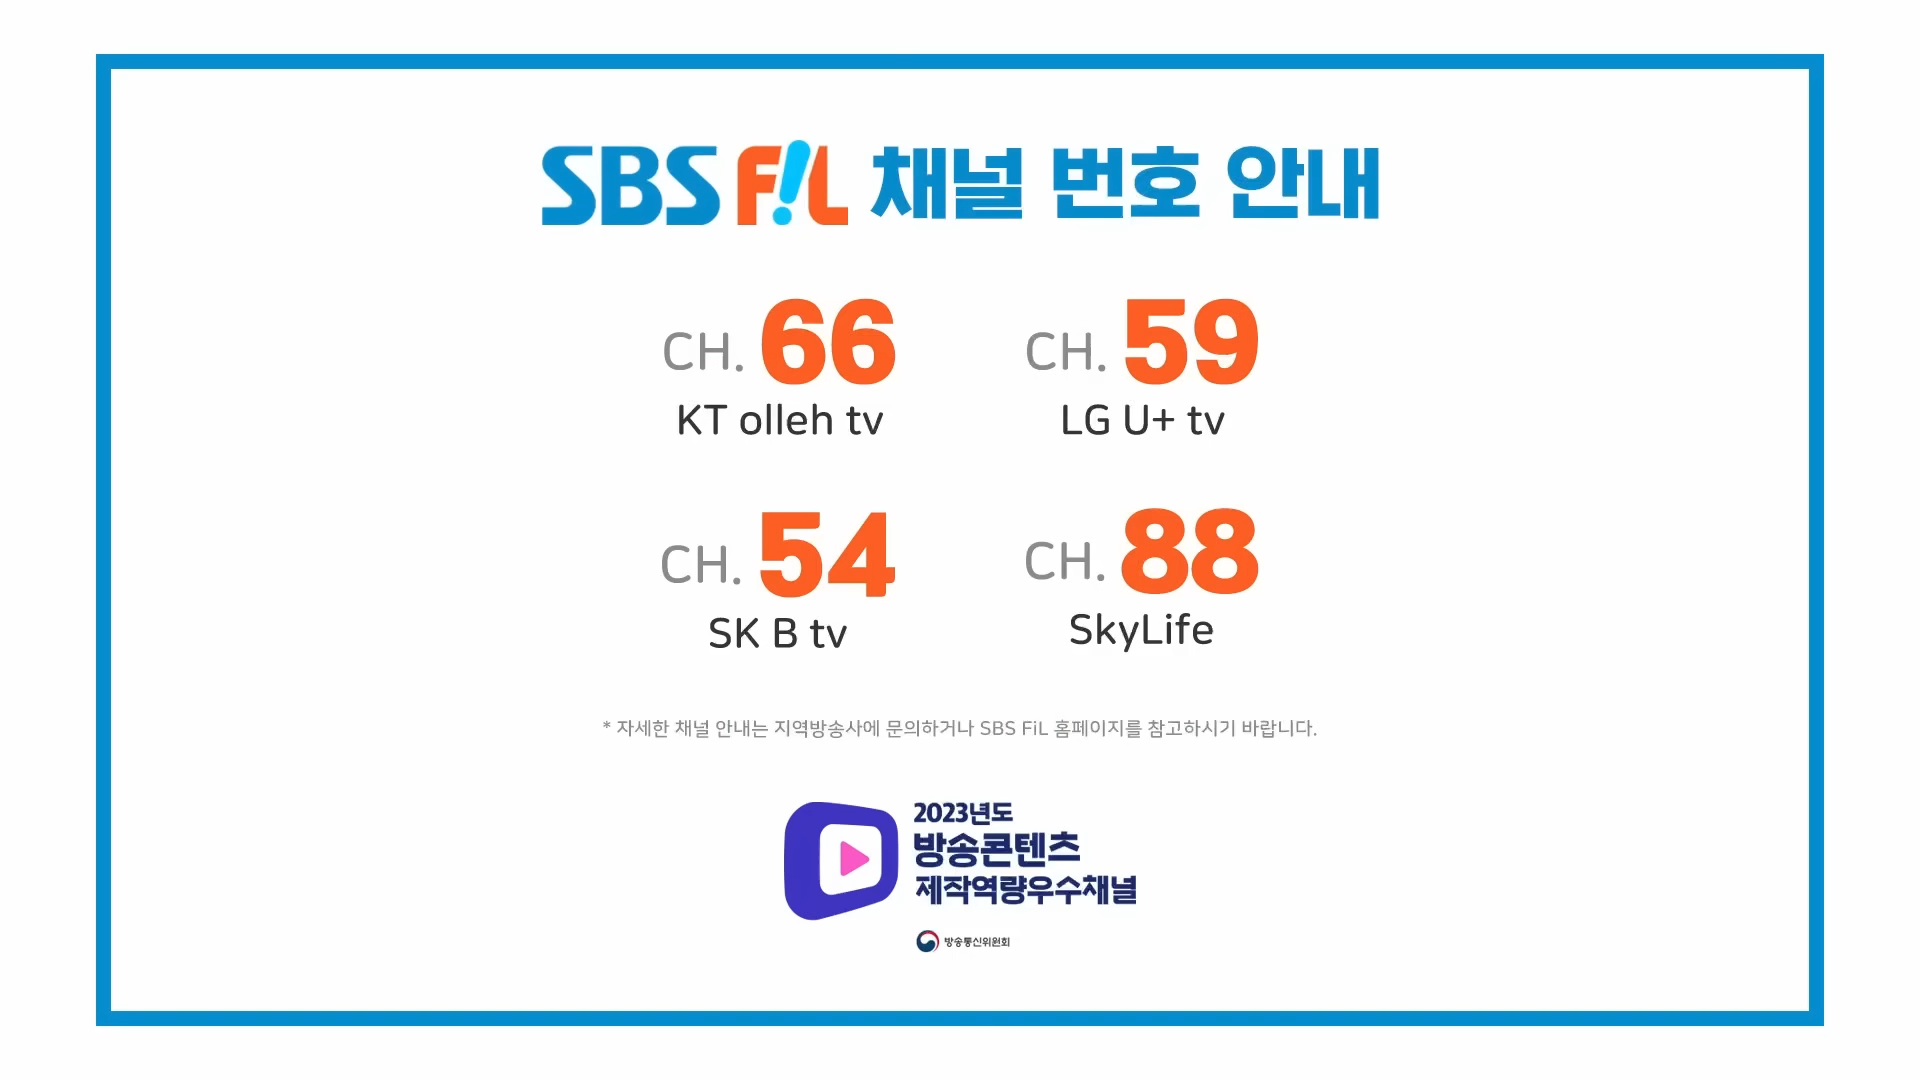 SBS F!L 채널 번호 안내
CH. 66
KT olleh tv
CH. 59
LG U+ tv
CH. 54
SK B tv
CH. 88
SkyLife
* 자세한 채널 안내는 지역방송사에 문의하거나 SBS FiL 홈페이지를 참고하시기 바랍니다.
2023년도
방송콘텐츠
제작역량우수채널
방송통신위원회